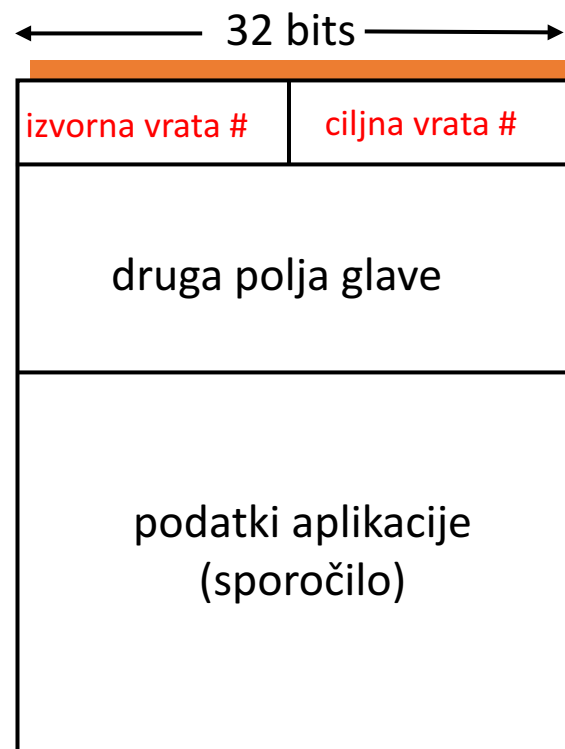 32 bits
izvorna vrata #
ciljna vrata #
druga polja glave
podatki aplikacije
(sporočilo)